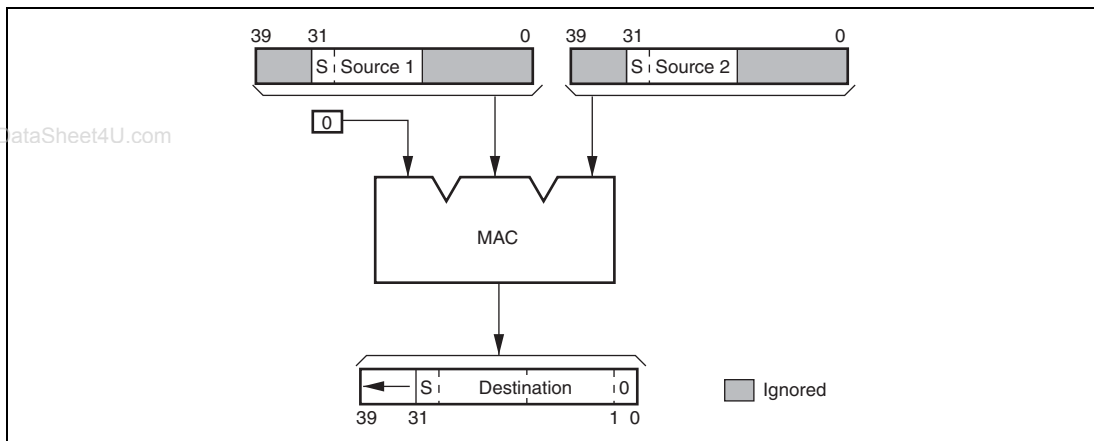 39 31 0 39 31 0
S Source 1 S Source 2
0
DataSheet4U.com
MAC
S Destination 0
Ignored
39 31 1 0